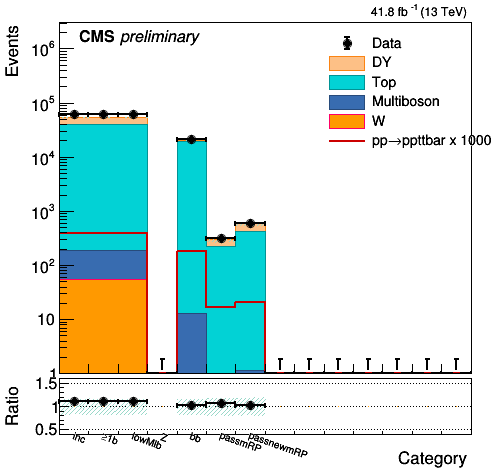 41.8 fb⁻¹ (13 TeV)
Events
CMS preliminary
Data
DY
Top
Multiboson
W
pp→ppttbar x 1000
10⁶
10⁵
10⁴
10³
10²
10
1
Ratio
1.5
1
0.5
inc
≥1b
lowMlb
Z
bb
passmRP
passnewmRP
Category